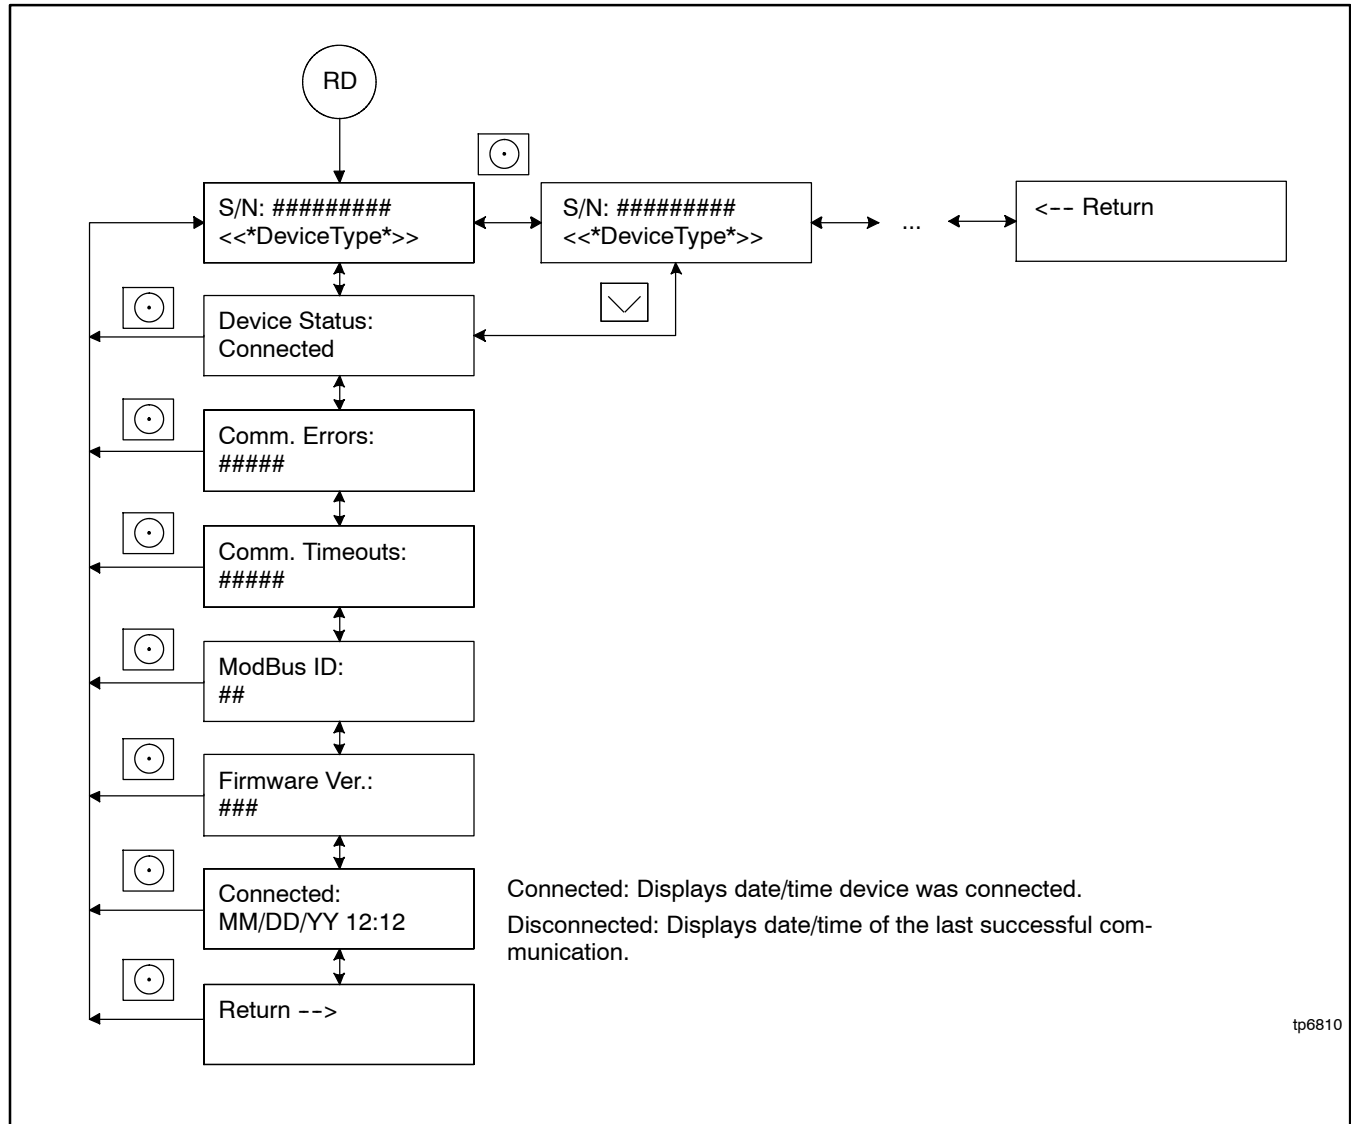 RD
S/N: #########
<<*DeviceType*>>
S/N: #########
<<*DeviceType*>>
...
<-- Return
Device Status:
Connected
Comm. Errors:
#####
Comm. Timeouts:
#####
ModBus ID:
##
Firmware Ver.:
###
Connected:
MM/DD/YY 12:12
Connected: Displays date/time device was connected.
Disconnected: Displays date/time of the last successful com-
munication.
Return -->
tp6810